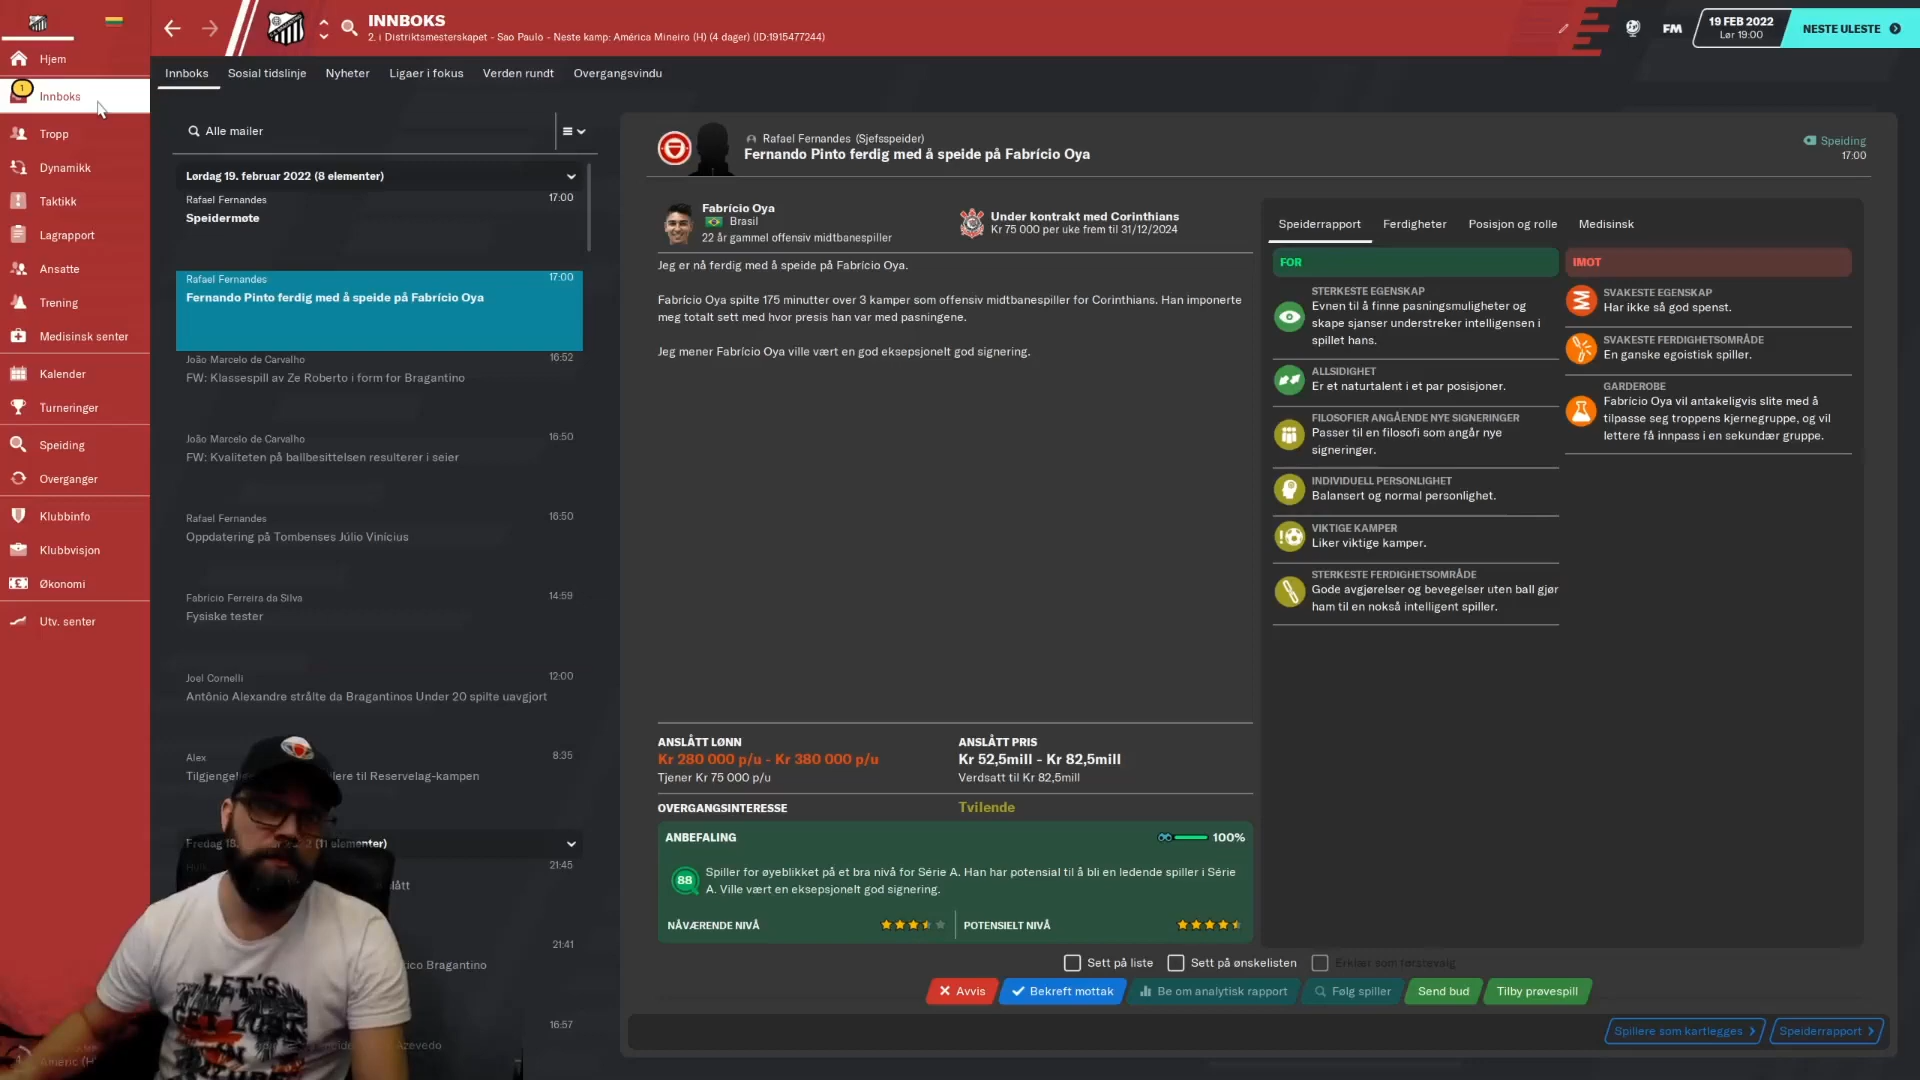 INNBOKS
2. i Distriktsmesterskapet - Sao Paulo - Neste kamp: América Mineiro (H) (4 dager) (ID:1915477244)
FM
19 FEB 2022
Lør 19:00
NESTE ULESTE
Hjem
1
Innboks
Tropp
Dynamikk
Taktikk
Lagrapport
Ansatte
Trening
Medisinsk senter
Kalender
Turneringer
Speiding
Overganger
Klubbinfo
Klubbvisjon
Økonomi
Utv. senter
Innboks
Sosial tidslinje
Nyheter
Ligaer i fokus
Verden rundt
Overgangsvindu
Alle mailer
Lørdag 19. februar 2022 (8 elementer)
Rafael Fernandes 17:00
Speidermøte
Rafael Fernandes 17:00
Fernando Pinto ferdig med å speide på Fabrício Oya
João Marcelo de Carvalho 16:52
FW: Klassespill av Ze Roberto i form for Bragantino
João Marcelo de Carvalho 16:50
FW: Kvaliteten på ballbesittelsen resulterer i seier
Rafael Fernandes 16:50
Oppdatering på Tombenses Júlio Vinícius
Fabrício Ferreira da Silva 14:59
Fysiske tester
Joel Cornelli 12:00
Antônio Alexandre strålte da Bragantinos Under 20 spilte uavgjort
Alex 8:35
til Reservelag-kampen
Fredag 18. (11 elementer)
21:45
21:41
Bragantino
16:57
Azevedo
Rafael Fernandes (Sjefsspeider)
Fernando Pinto ferdig med å speide på Fabrício Oya
Speiding
17:00
Fabrício Oya
Brasil
22 år gammel offensiv midtbanespiller
Under kontrakt med Corinthians
Kr 75 000 per uke frem til 31/12/2024
Jeg er nå ferdig med å speide på Fabrício Oya.
Fabrício Oya spilte 175 minutter over 3 kamper som offensiv midtbanespiller for Corinthians. Han imponerte
meg totalt sett med hvor presis han var med pasningene.
Jeg mener Fabrício Oya ville vært en god eksepsjonelt god signering.
ANSLÅTT LØNN
Kr 280 000 p/u - Kr 380 000 p/u
Tjener Kr 75 000 p/u
ANSLÅTT PRIS
Kr 52,5mill - Kr 82,5mill
Verdsatt til Kr 82,5mill
OVERGANGSINTERESSE
Tvilende
ANBEFALING
100%
88
Spiller for øyeblikket på et bra nivå for Série A. Han har potensial til å bli en ledende spiller i Série
A. Ville vært en eksepsjonelt god signering.
NÅVÆRENDE NIVÅ
POTENSIELT NIVÅ
Speiderrapport
Ferdigheter
Posisjon og rolle
Medisinsk
FOR
STERKESTE EGENSKAP
Evnen til å finne pasningsmuligheter og
skape sjanser understreker intelligensen i
spillet hans.
ALLSIDIGHET
Er et naturtalent i et par posisjoner.
FILOSOFIER ANGÅENDE NYE SIGNERINGER
Passer til en filosofi som angår nye
signeringer.
INDIVIDUELL PERSONLIGHET
Balansert og normal personlighet.
VIKTIGE KAMPER
Liker viktige kamper.
STERKESTE FERDIGHETSOMRÅDE
Gode avgjørelser og bevegelser uten ball gjør
ham til en nokså intelligent spiller.
IMOT
SVAKESTE EGENSKAP
Har ikke så god spenst.
SVAKESTE FERDIGHETSOMRÅDE
En ganske egoistisk spiller.
GARDEROBE
Fabrício Oya vil antakeligvis slite med å
tilpasse seg troppens kjernegruppe, og vil
lettere få innpass i en sekundær gruppe.
Sett på liste
Sett på ønskelisten
Erklær som førstevalg
Avvis
Bekreft mottak
Be om analytisk rapport
Følg spiller
Send bud
Tilby prøvespill
Spillere som kartlegges
Speiderrapport
LET'S
GET